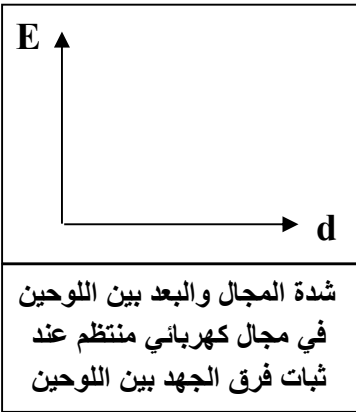 E
d
شدة المجال والبعد بين اللوحين
في مجال كهربائي منتظم عند
ثبات فرق الجهد بين اللوحين